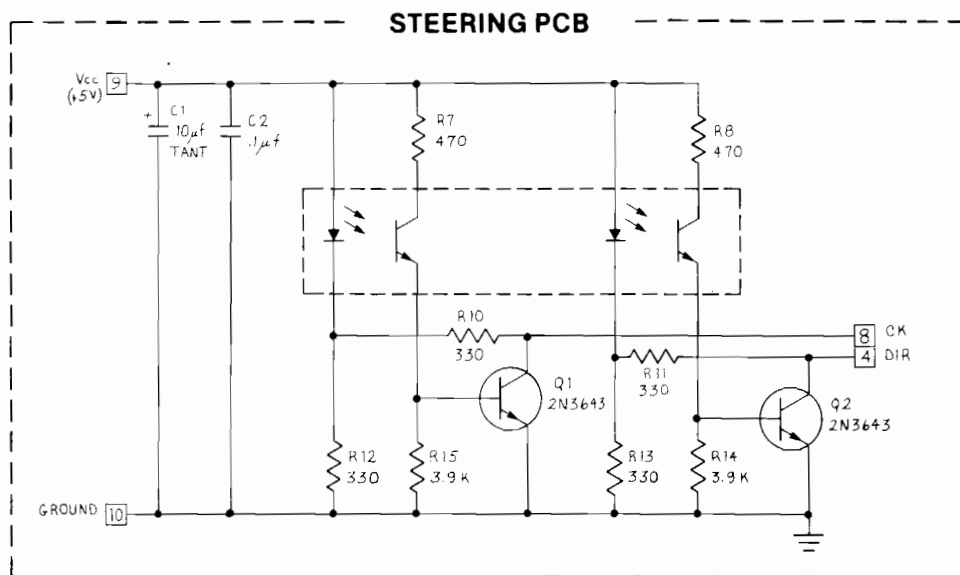 STEERING PCB
Vcc
(+5V)
9
+
C1
10µf
TANT
C2
.1µf
R7
470
R8
470
R10
330
8
CK
4
DIR
R11
330
Q1
2N3643
Q2
2N3643
R12
330
R15
3.9K
R13
330
R14
3.9K
GROUND
10